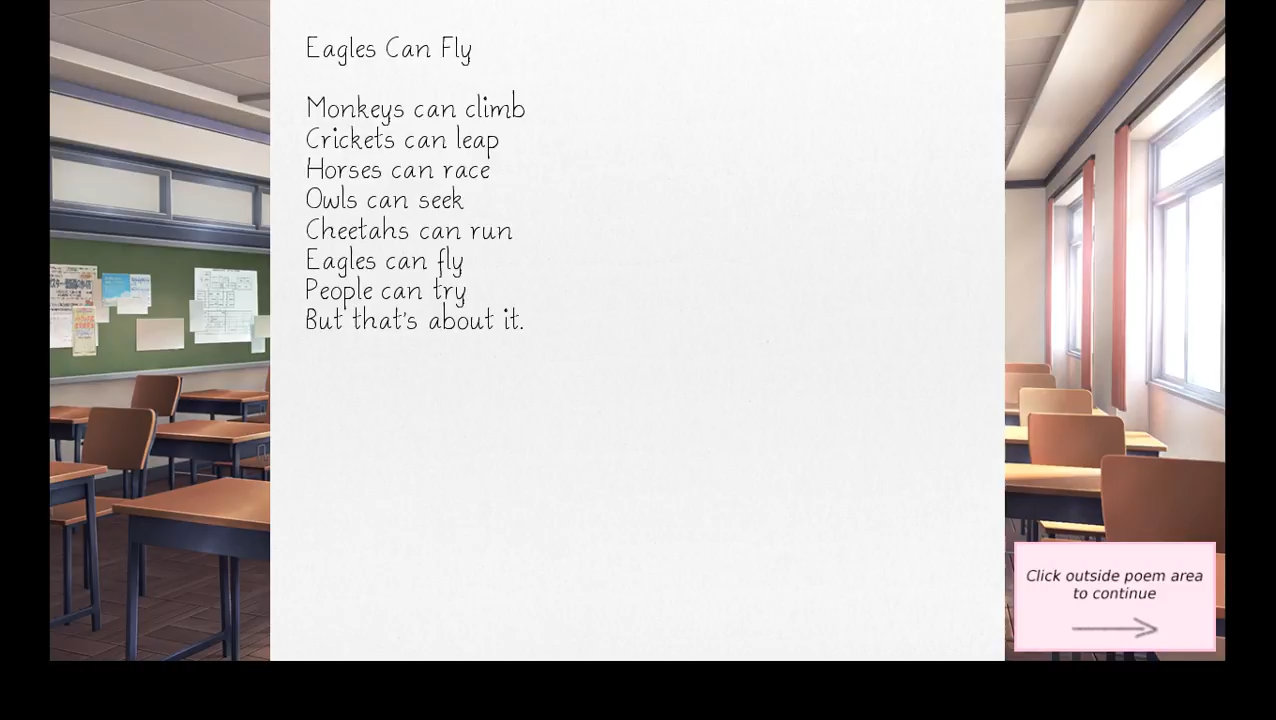 Eagles Can Fly
Monkeys can climb
Crickets can leap
Horses can race
Owls can seek
Cheetahs can run
Eagles can fly
People can try
But that's about it.
Click outside poem area
to continue